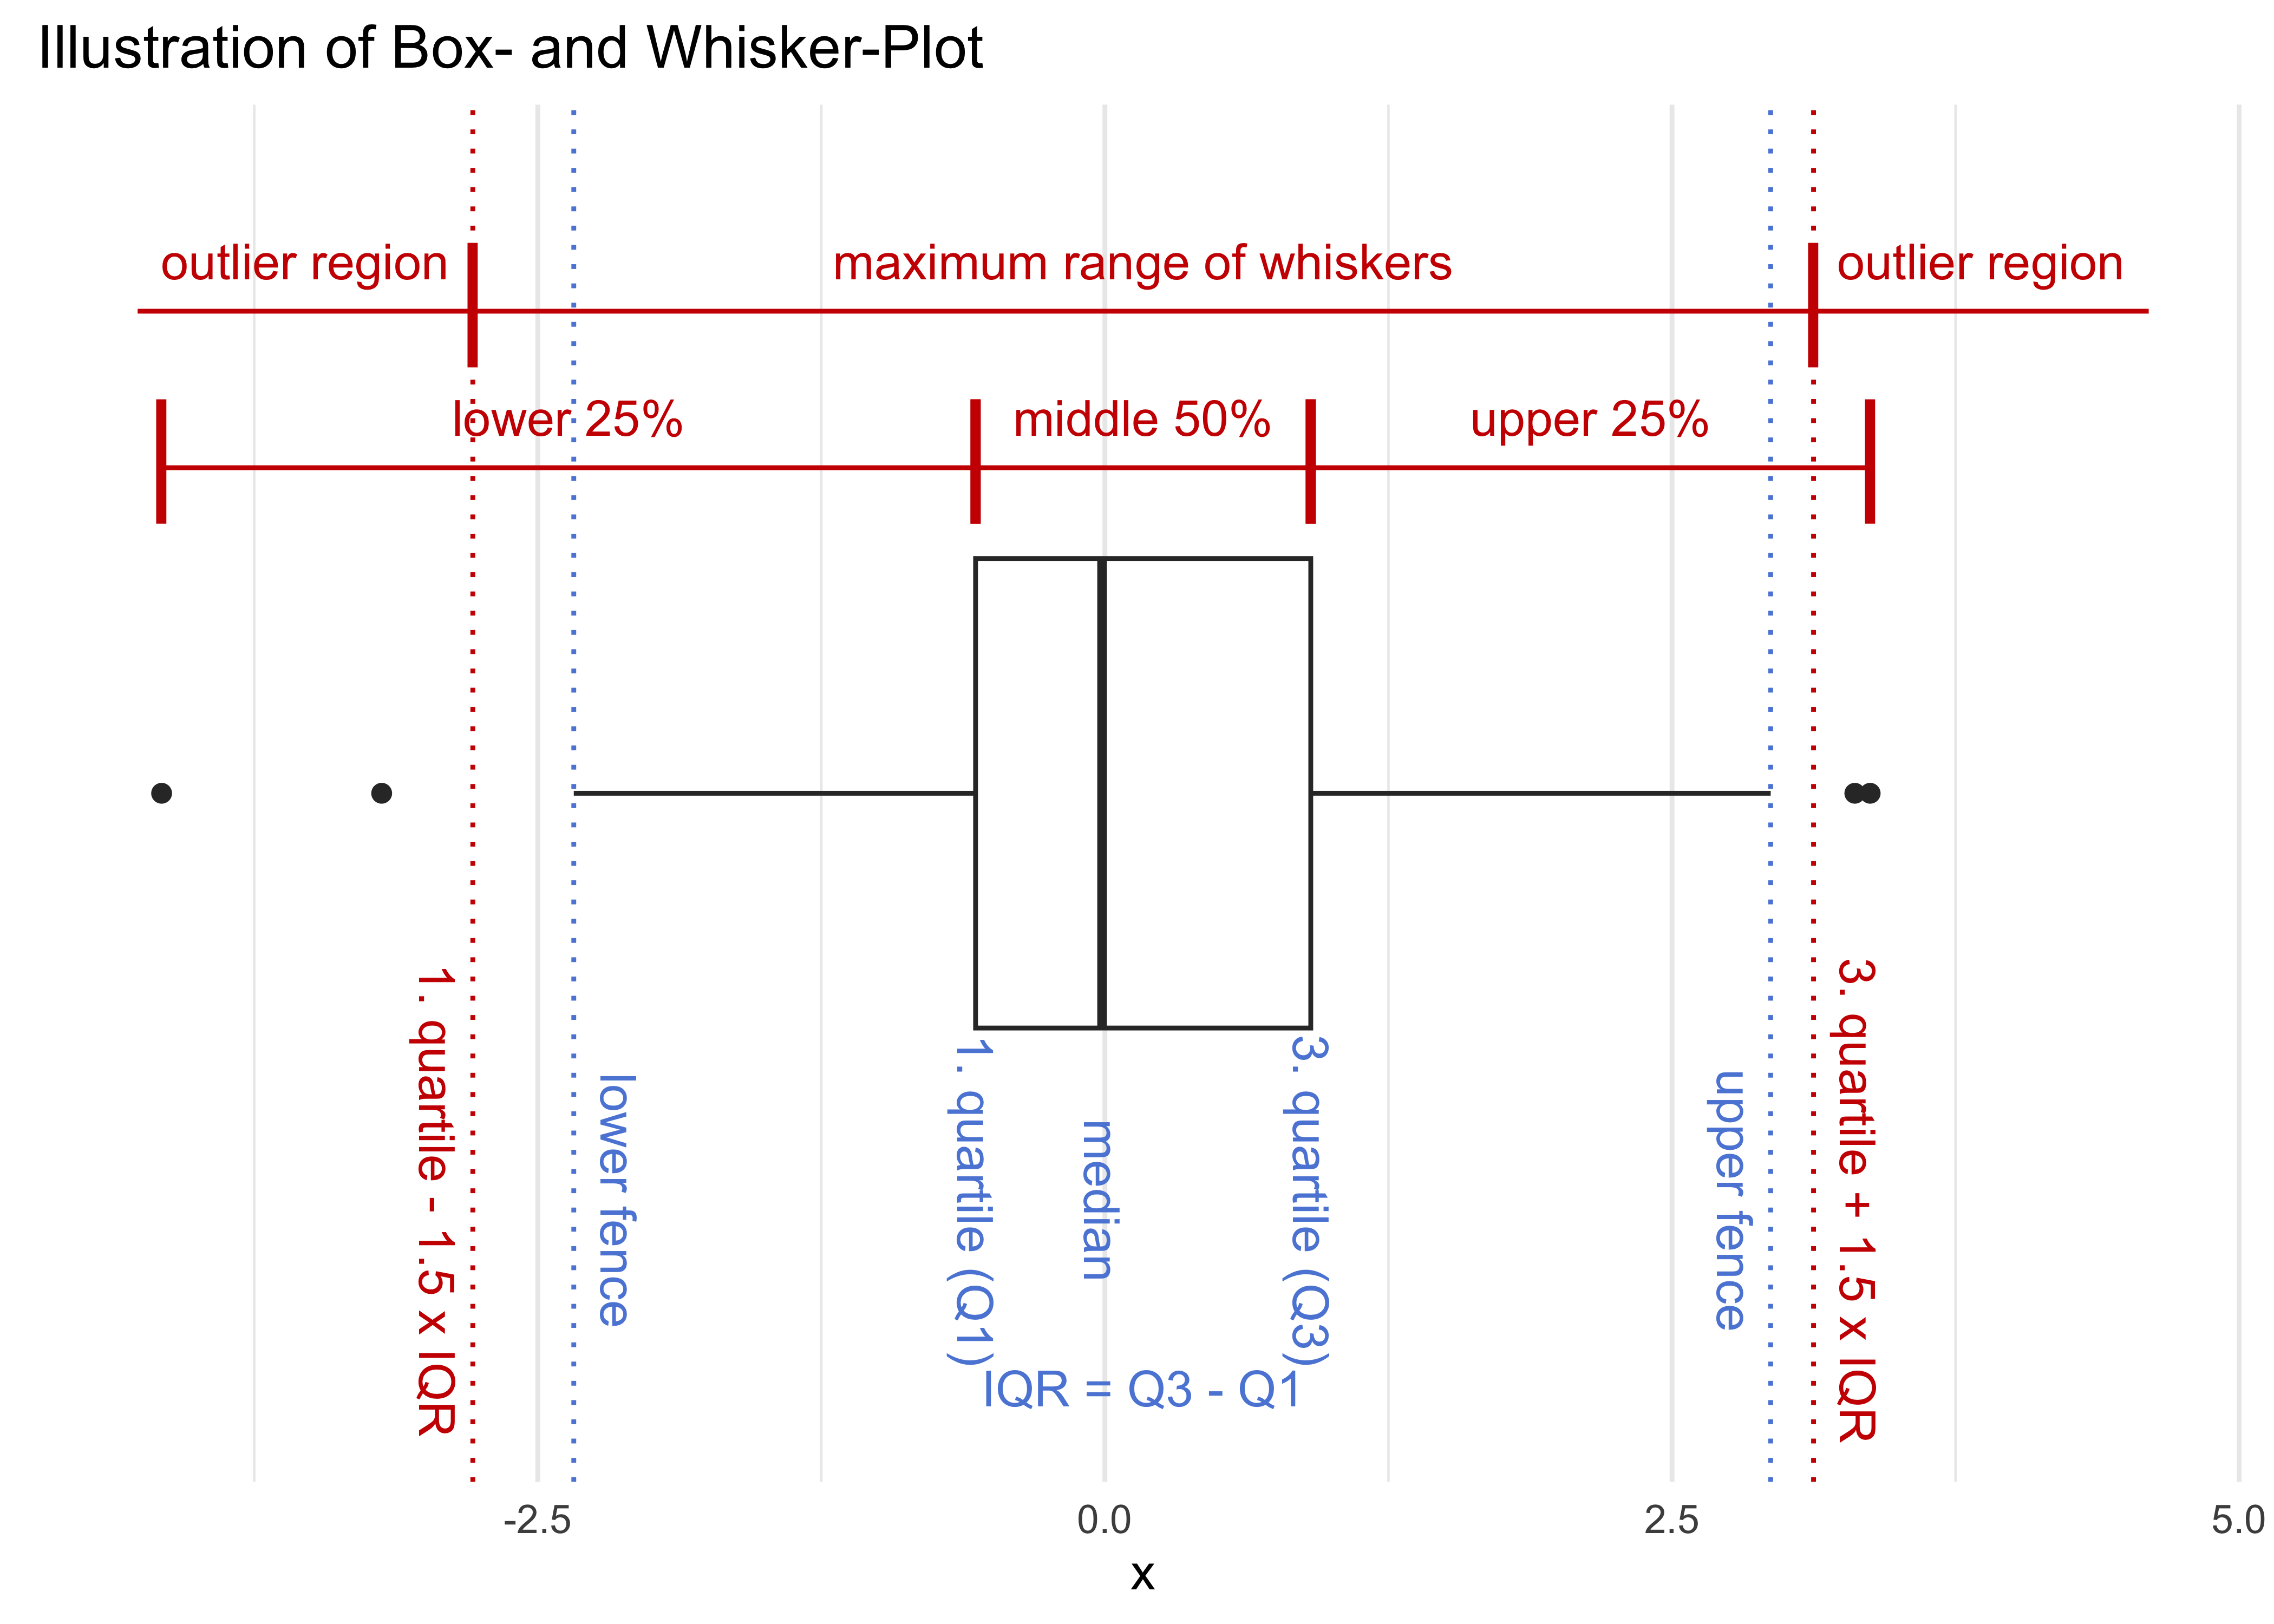 Illustration of Box- and Whisker-Plot
outlier region
maximum range of whiskers
outlier region
lower 25%
middle 50%
upper 25%
1. quartile - 1.5 x IQR
lower fence
1. quartile (Q1)
median
3. quartile (Q3)
upper fence
3. quartile + 1.5 x IQR
IQR = Q3 - Q1
-2.5
0.0
2.5
5.0
x